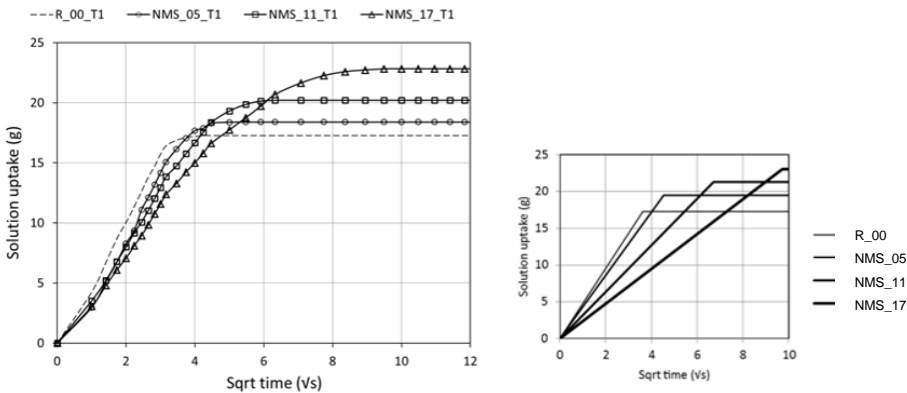 R_00_T1 NMS_05_T1 NMS_11_T1 NMS_17_T1
25
20
15
10
5
0
Solution uptake (g)
0 2 4 6 8 10 12
Sqrt time (√s)
25
20
15
10
5
0
Solution uptake (g)
0 2 4 6 8 10
Sqrt time (√s)
R_00
NMS_05
NMS_11
NMS_17